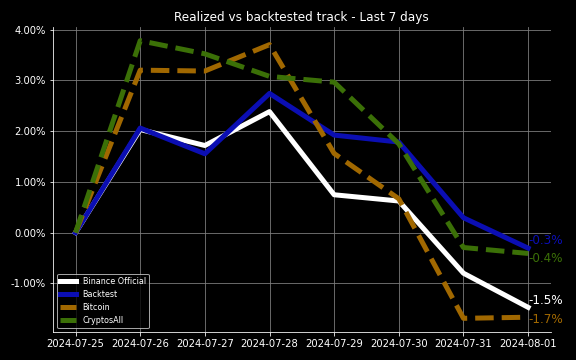 Realized vs backtested track - Last 7 days
4.00%
3.00%
2.00%
1.00%
0.00%
-1.00%
-0.3%
-0.4%
-1.5%
-1.7%
Binance Official
Backtest
Bitcoin
CryptosAll
2024-07-25 2024-07-26 2024-07-27 2024-07-28 2024-07-29 2024-07-30 2024-07-31 2024-08-01